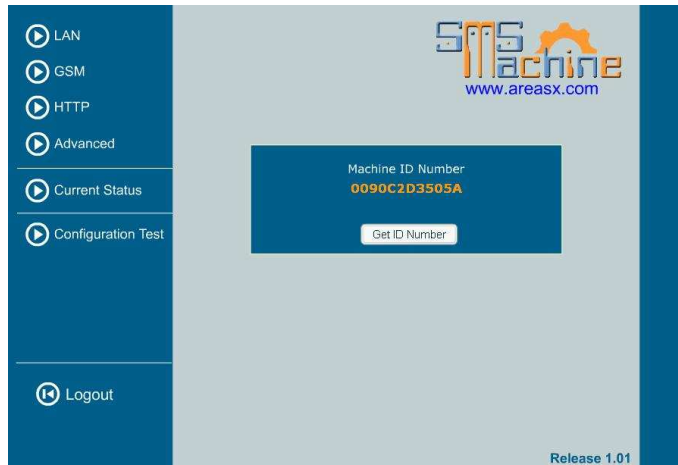 LAN
GSM
HTTP
Advanced
Current Status
Configuration Test
Logout
SMS
Machine
www.areasx.com
Machine ID Number
0090C2D3505A
Get ID Number
Release 1.01